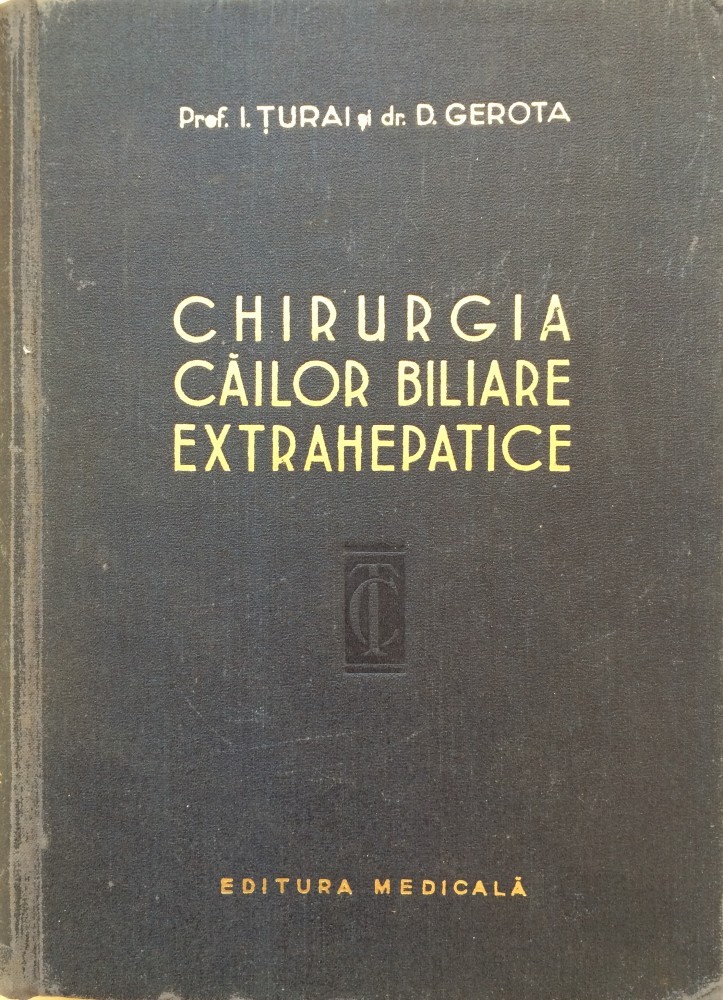 Prof. I. ȚURAI și dr. D. GEROTA
CHIRURGIA
CĂILOR BILIARE
EXTRAHEPATICE
EDITURA MEDICALĂ